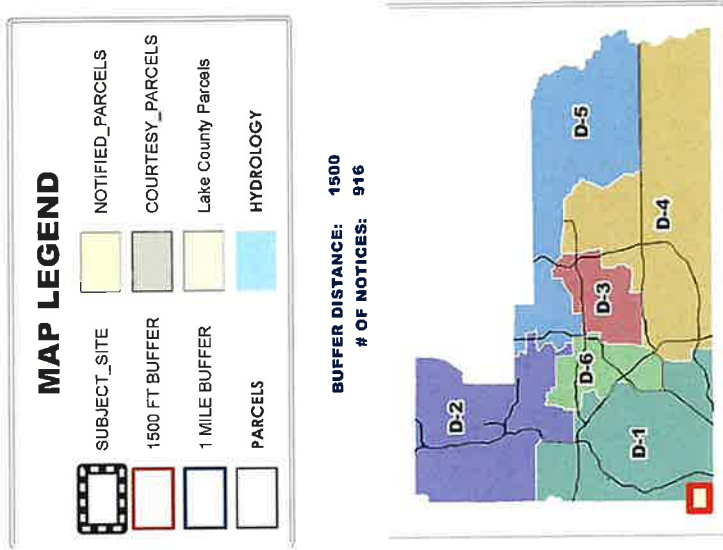 MAP LEGEND
SUBJECT_SITE
1500 FT BUFFER
1 MILE BUFFER
PARCELS
NOTIFIED_PARCELS
COURTESY_PARCELS
Lake County Parcels
HYDROLOGY
BUFFER DISTANCE: 1500
# OF NOTICES: 916
D-2
D-5
D-3
D-6
D-4
D-1